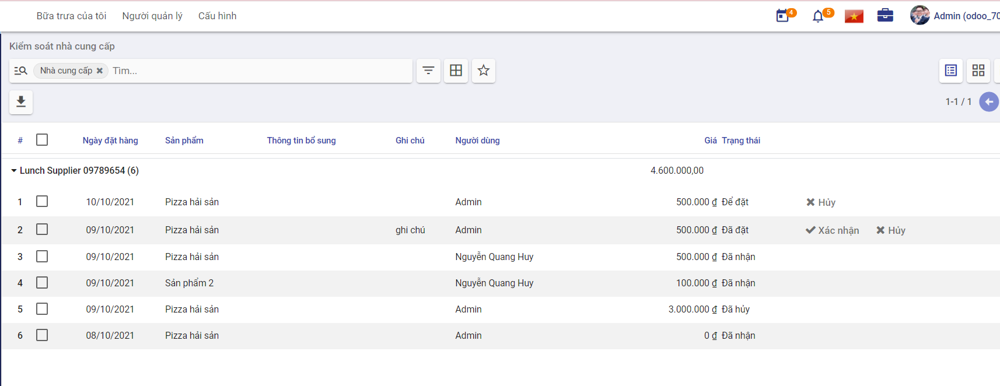 Bữa trưa của tôi Người quản lý Cấu hình 4 5 Admin (odoo_70
Kiểm soát nhà cung cấp
Nhà cung cấp Tìm...
1-1 / 1
# Ngày đặt hàng Sản phẩm Thông tin bổ sung Ghi chú Người dùng Giá Trạng thái
Lunch Supplier 09789654 (6) 4.600.000,00
1 10/10/2021 Pizza hải sản Admin 500.000 ₫ Để đặt Hủy
2 09/10/2021 Pizza hải sản ghi chú Admin 500.000 ₫ Đã đặt Xác nhận Hủy
3 09/10/2021 Pizza hải sản Nguyễn Quang Huy 500.000 ₫ Đã nhận
4 09/10/2021 Sản phẩm 2 Nguyễn Quang Huy 100.000 ₫ Đã nhận
5 09/10/2021 Pizza hải sản Admin 3.000.000 ₫ Đã hủy
6 08/10/2021 Pizza hải sản Admin 0 ₫ Đã nhận